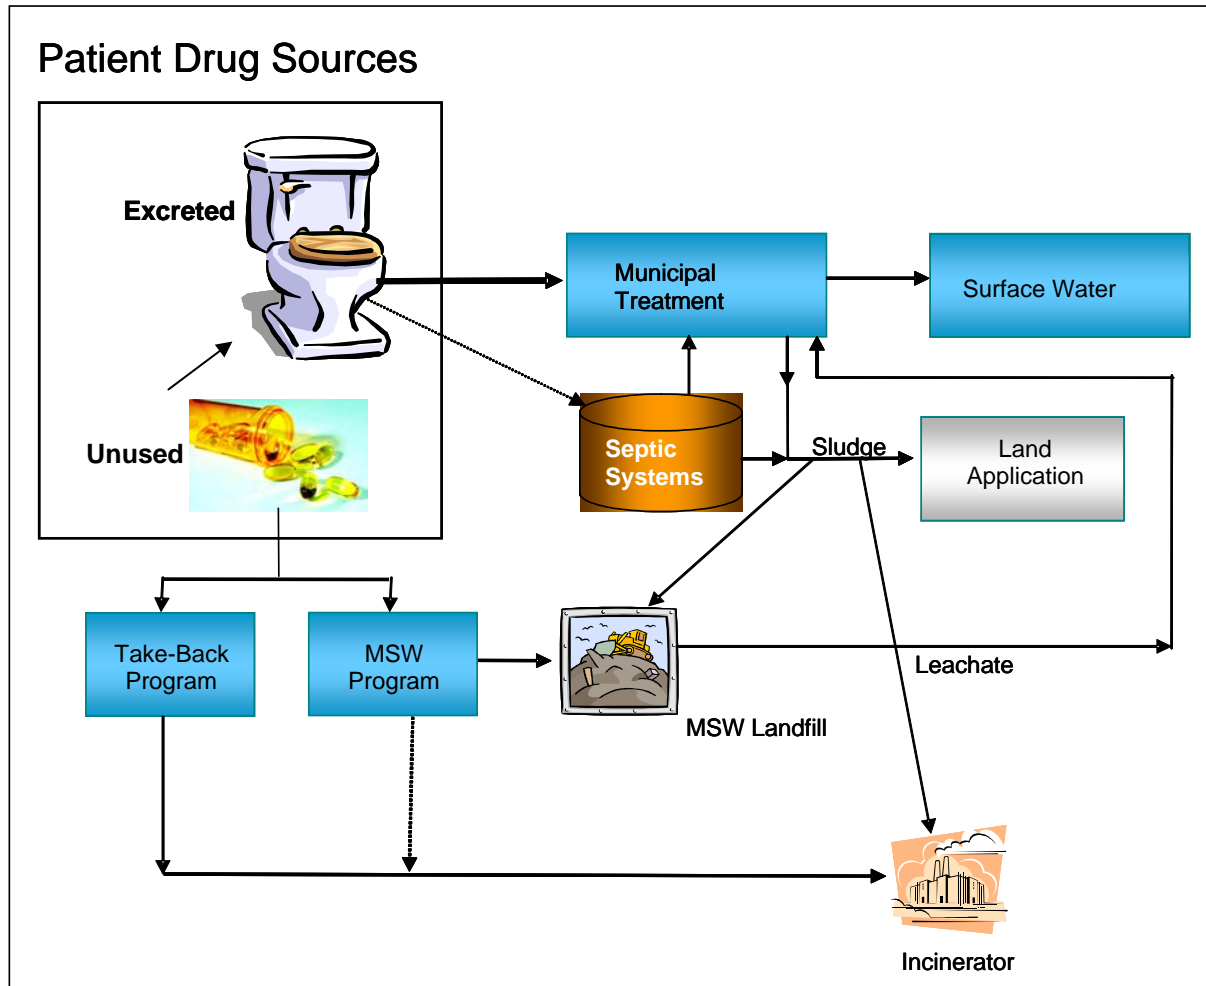 Patient Drug Sources
Excreted
Municipal
Treatment
Surface Water
Unused
Septic
Systems
Sludge
Land
Application
Take-Back
Program
MSW
Program
Leachate
MSW Landfill
Incinerator